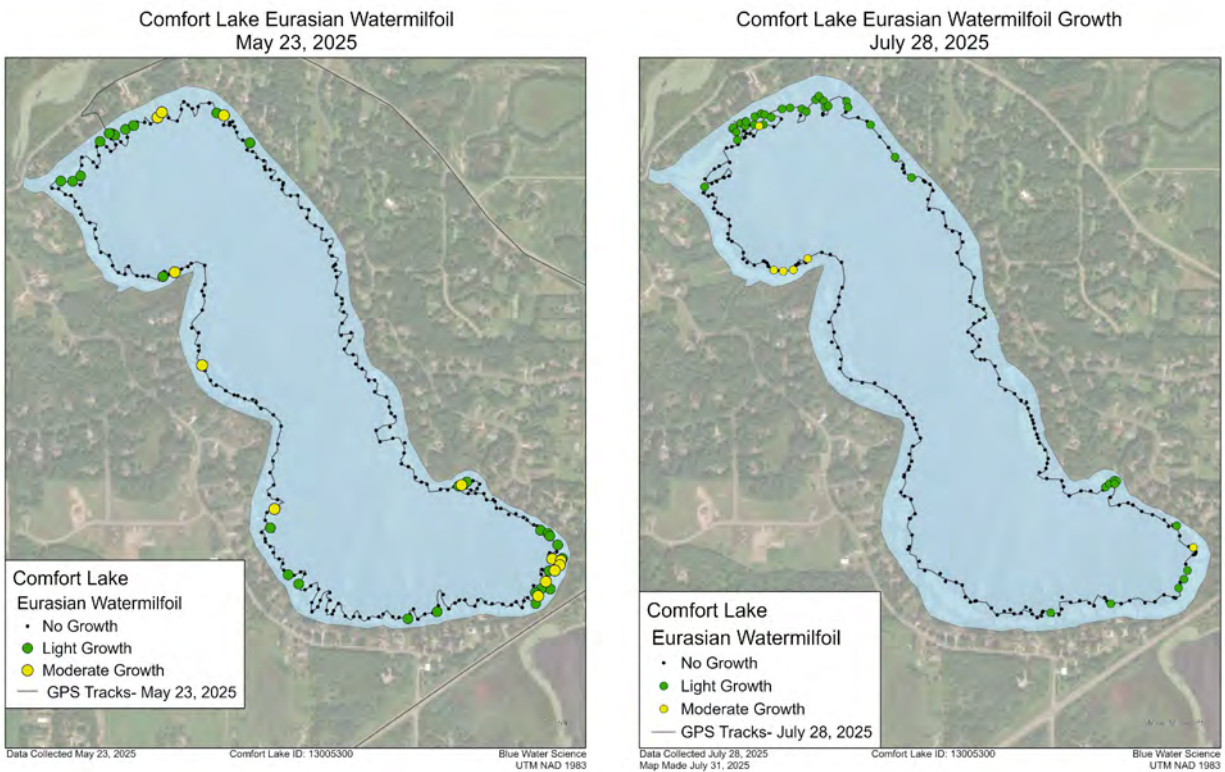 Comfort Lake Eurasian Watermilfoil
May 23, 2025
Comfort Lake
Eurasian Watermilfoil
No Growth
Light Growth
Moderate Growth
GPS Tracks- May 23, 2025
Data Collected May 23, 2025
Comfort Lake ID: 13005300
Blue Water Science
UTM NAD 1983
Comfort Lake Eurasian Watermilfoil Growth
July 28, 2025
Comfort Lake
Eurasian Watermilfoil
No Growth
Light Growth
Moderate Growth
GPS Tracks- July 28, 2025
Data Collected July 28, 2025
Map Made July 31, 2025
Comfort Lake ID: 13005300
Blue Water Science
UTM NAD 1983